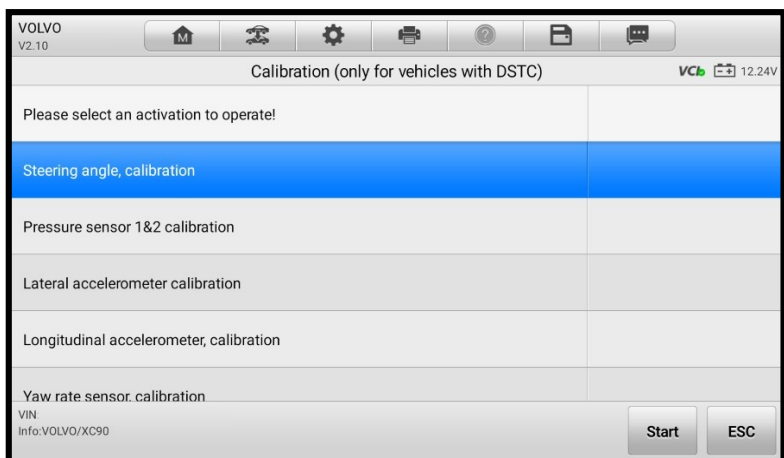 VOLVO
V2.10
M
Calibration (only for vehicles with DSTC)
VCI 12.24V
Please select an activation to operate!
Steering angle, calibration
Pressure sensor 1&2 calibration
Lateral accelerometer calibration
Longitudinal accelerometer, calibration
Yaw rate sensor, calibration
VIN
Info:VOLVO/XC90
Start
ESC